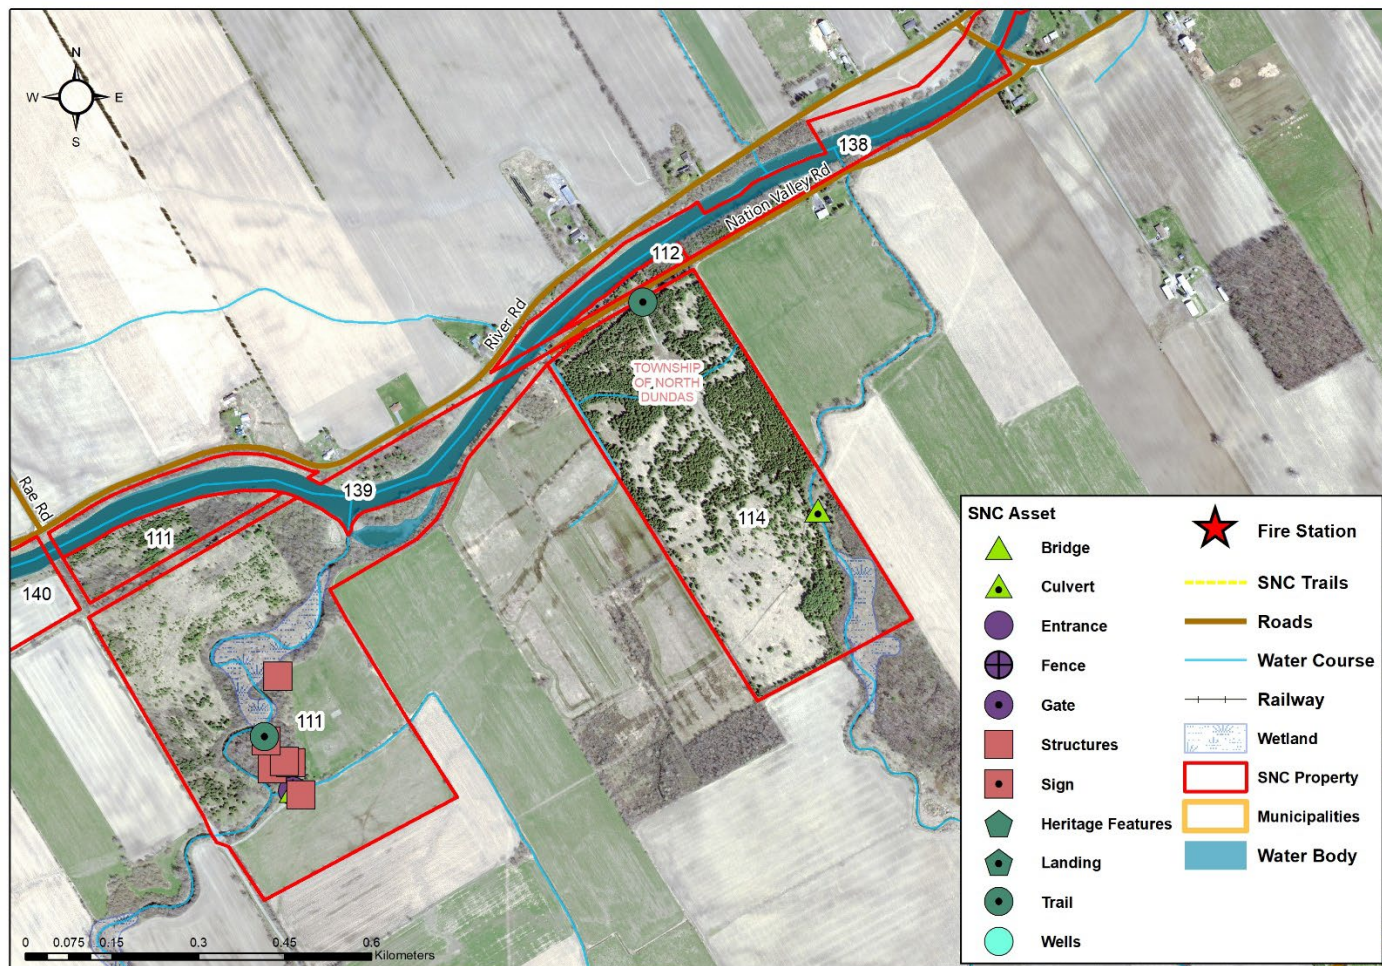 N
W E
S
138
Nation Valley Rd
112
River Rd
TOWNSHIP
OF NORTH
DUNDAS
Rae Rd
139
114
111
140
111
0 0.075 0.15 0.3 0.45 0.6
Kilometers
SNC Asset
Bridge
Culvert
Entrance
Fence
Gate
Structures
Sign
Heritage Features
Landing
Trail
Wells
Fire Station
SNC Trails
Roads
Water Course
Railway
Wetland
SNC Property
Municipalities
Water Body